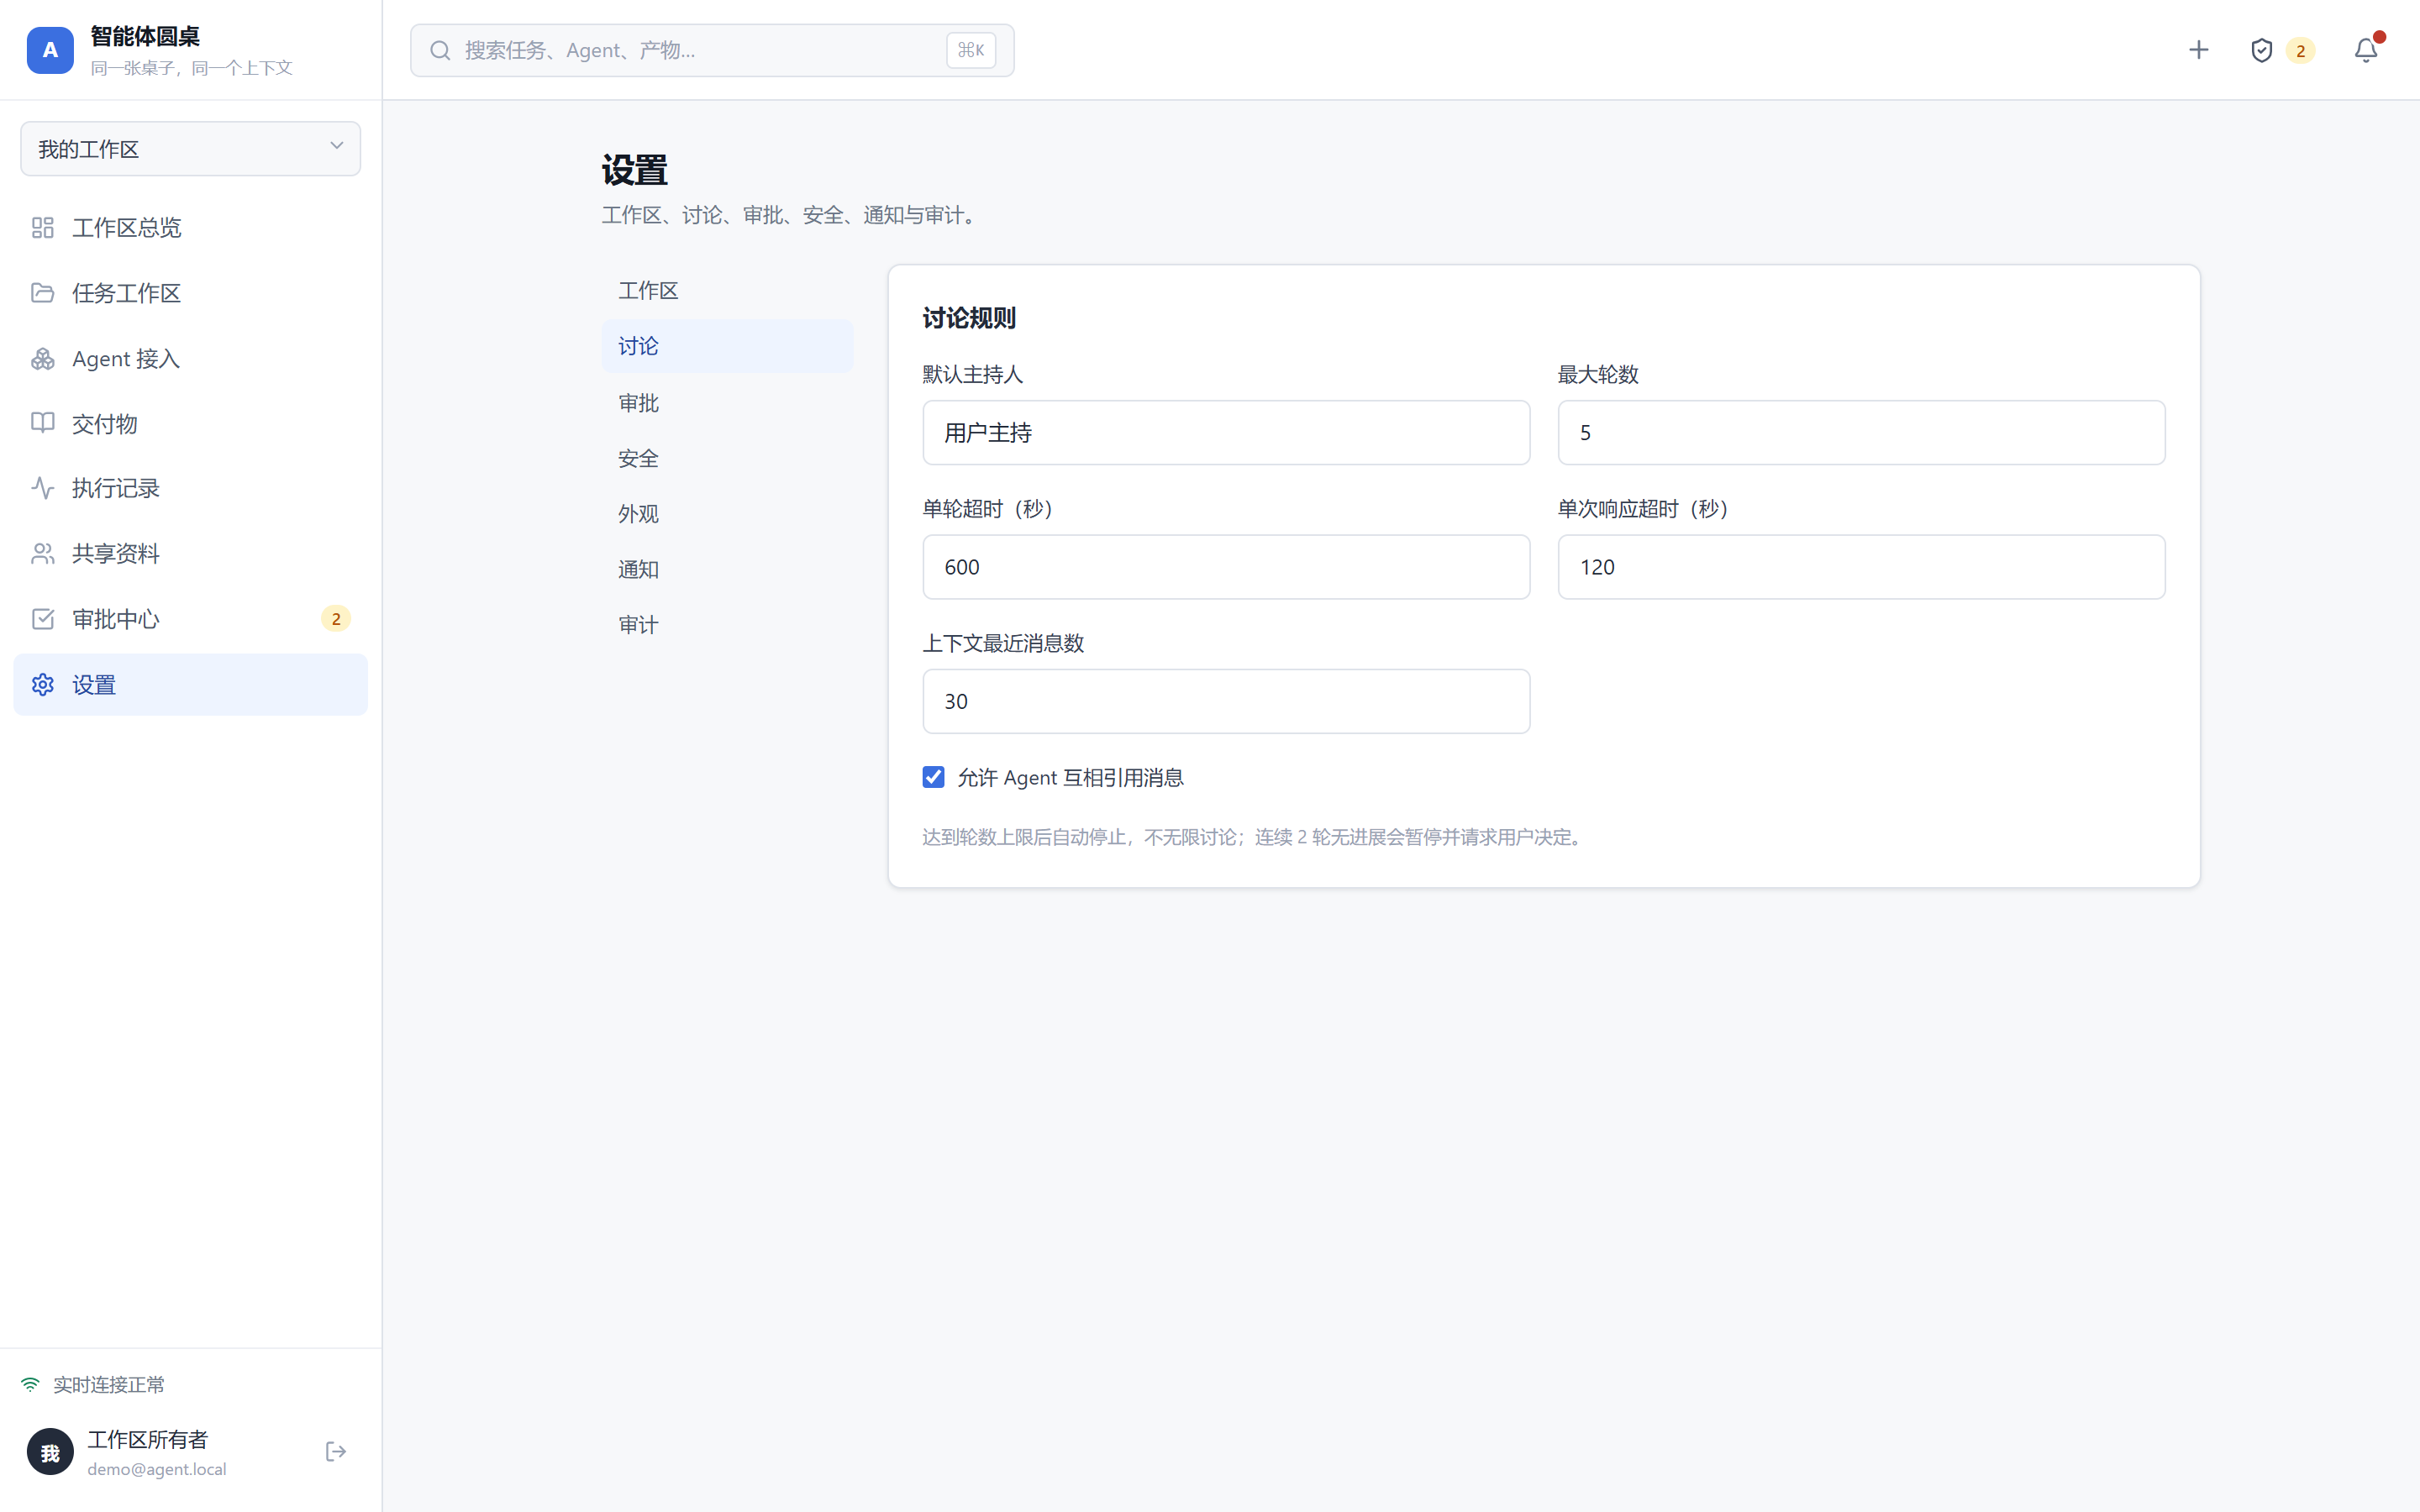 A
智能体圆桌
同一张桌子，同一个上下文
搜索任务、Agent、产物...
⌘K
2
我的工作区
工作区总览
任务工作区
Agent 接入
交付物
执行记录
共享资料
审批中心
2
设置
实时连接正常
我
工作区所有者
demo@agent.local
设置
工作区、讨论、审批、安全、通知与审计。
工作区
讨论
审批
安全
外观
通知
审计
讨论规则
默认主持人
用户主持
最大轮数
5
单轮超时（秒）
600
单次响应超时（秒）
120
上下文最近消息数
30
允许 Agent 互相引用消息
达到轮数上限后自动停止，不无限讨论；连续 2 轮无进展会暂停并请求用户决定。